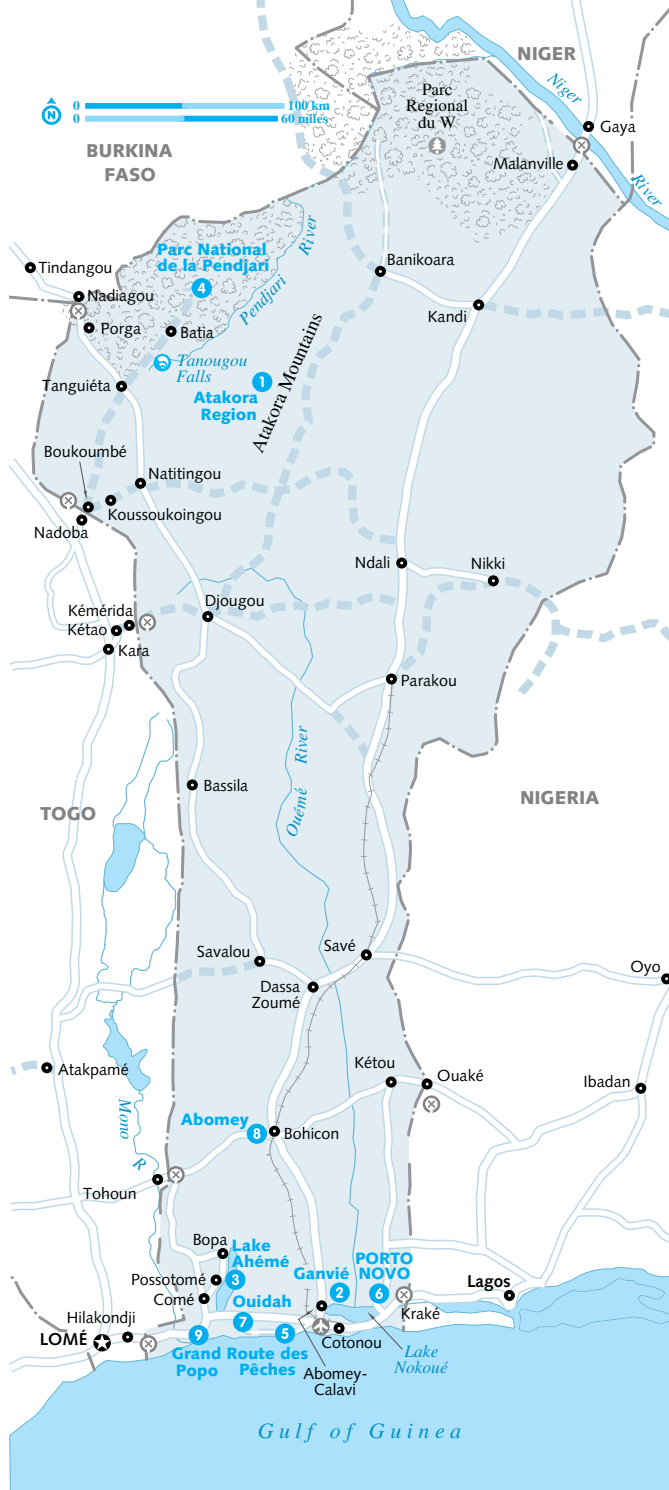 NIGER
Parc
Regional
du W
Niger
River
0 100 km
0 60 miles
N
Gaya
BURKINA
FASO
Malanville
Parc National
de la Pendjari
4
River
Pendjari
Banikoara
Tindangou
Nadiagou
Kandi
Porga
Batia
Tanougou
Falls
1
Atakora
Region
Atakora Mountains
Tanguiéta
Boukoumbé
Natitingou
Koussoukoingou
Nadoba
Ndali
Nikki
Kémérida
Djougou
Kétao
Kara
Parakou
River
Ouémé
Bassila
TOGO
NIGERIA
Savalou
Savé
Oyo
Dassa
Zoumé
Atakpamé
Kétou
Ouaké
Ibadan
Mono
R
Abomey
8
Bohicon
Tohoun
Bopa
Lake
Ahémé
3
Possotomé
Comé
Ganvié
2
PORTO
NOVO
6
Lagos
Ouidah
7
Kraké
Hilakondji
LOMÉ
9
5
Cotonou
Grand
Popo
Route des
Pêches
Abomey-
Calavi
Lake
Nokoué
Gulf of Guinea